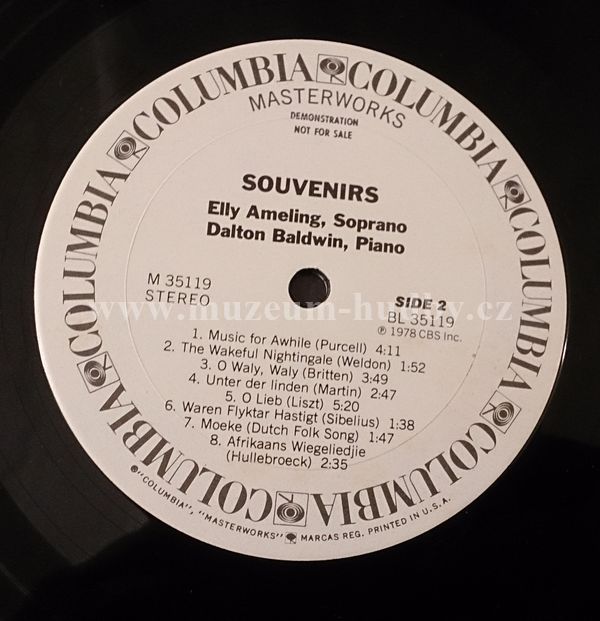 COLUMBIA COLUMBIA COLUMBIA COLUMBIA COLUMBIA COLUMBIA COLUMBIA COLUMBIA
MASTERWORKS
DEMONSTRATION
NOT FOR SALE
SOUVENIRS
Elly Ameling, Soprano
Dalton Baldwin, Piano
M 35119
STEREO
SIDE 2
BL 35119
℗ 1978 CBS Inc.
www.muzeum-hudby.cz
1. Music for Awhile (Purcell) 4:11
2. The Wakeful Nightingale (Weldon) 1:52
3. O Waly, Waly (Britten) 3:49
4. Unter der linden (Martin) 2:47
5. O Lieb (Liszt) 5:20
6. Waren Flyktar Hastigt (Sibelius) 1:38
7. Moeke (Dutch Folk Song) 1:47
8. Afrikaans Wiegeliedjie
(Hullebroeck) 2:35
®"COLUMBIA", "MASTERWORKS" MARCAS REG. PRINTED IN U.S.A.